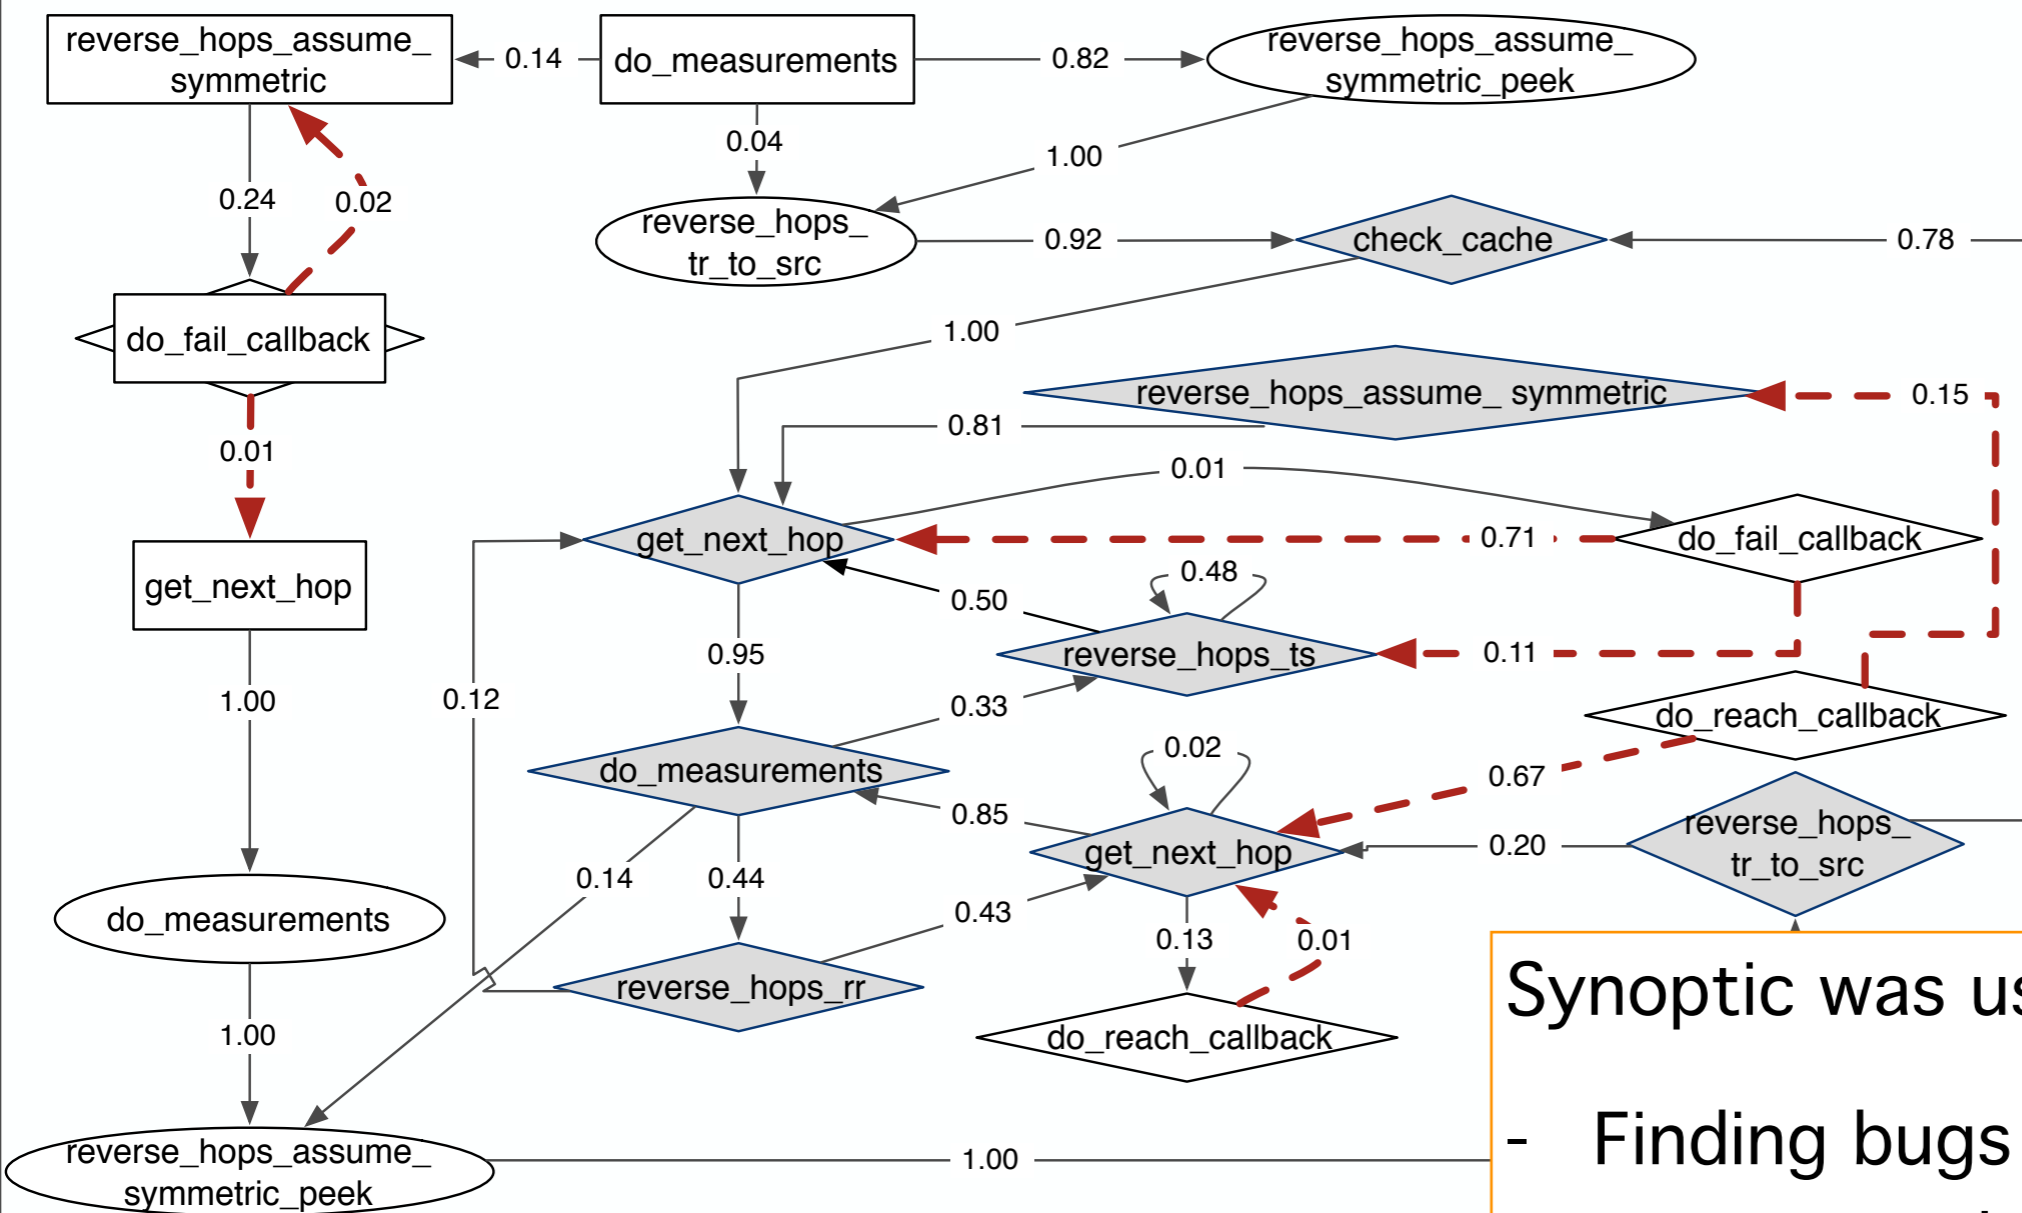 reverse_hops_assume_
symmetric
0.14
do_measurements
0.82
reverse_hops_assume_
symmetric_peek
0.04
1.00
0.24
0.02
reverse_hops_
tr_to_src
0.92
check_cache
0.78
do_fail_callback
1.00
reverse_hops_assume_ symmetric
0.15
0.81
0.01
0.01
get_next_hop
0.71
do_fail_callback
get_next_hop
0.48
0.50
0.95
reverse_hops_ts
0.11
1.00
0.12
0.33
do_reach_callback
0.02
do_measurements
0.67
0.85
get_next_hop
0.20
reverse_hops_
tr_to_src
0.14
0.44
0.43
do_measurements
0.13
0.01
reverse_hops_rr
do_reach_callback
1.00
reverse_hops_assume_
symmetric_peek
1.00
Synoptic was us
- Finding bugs